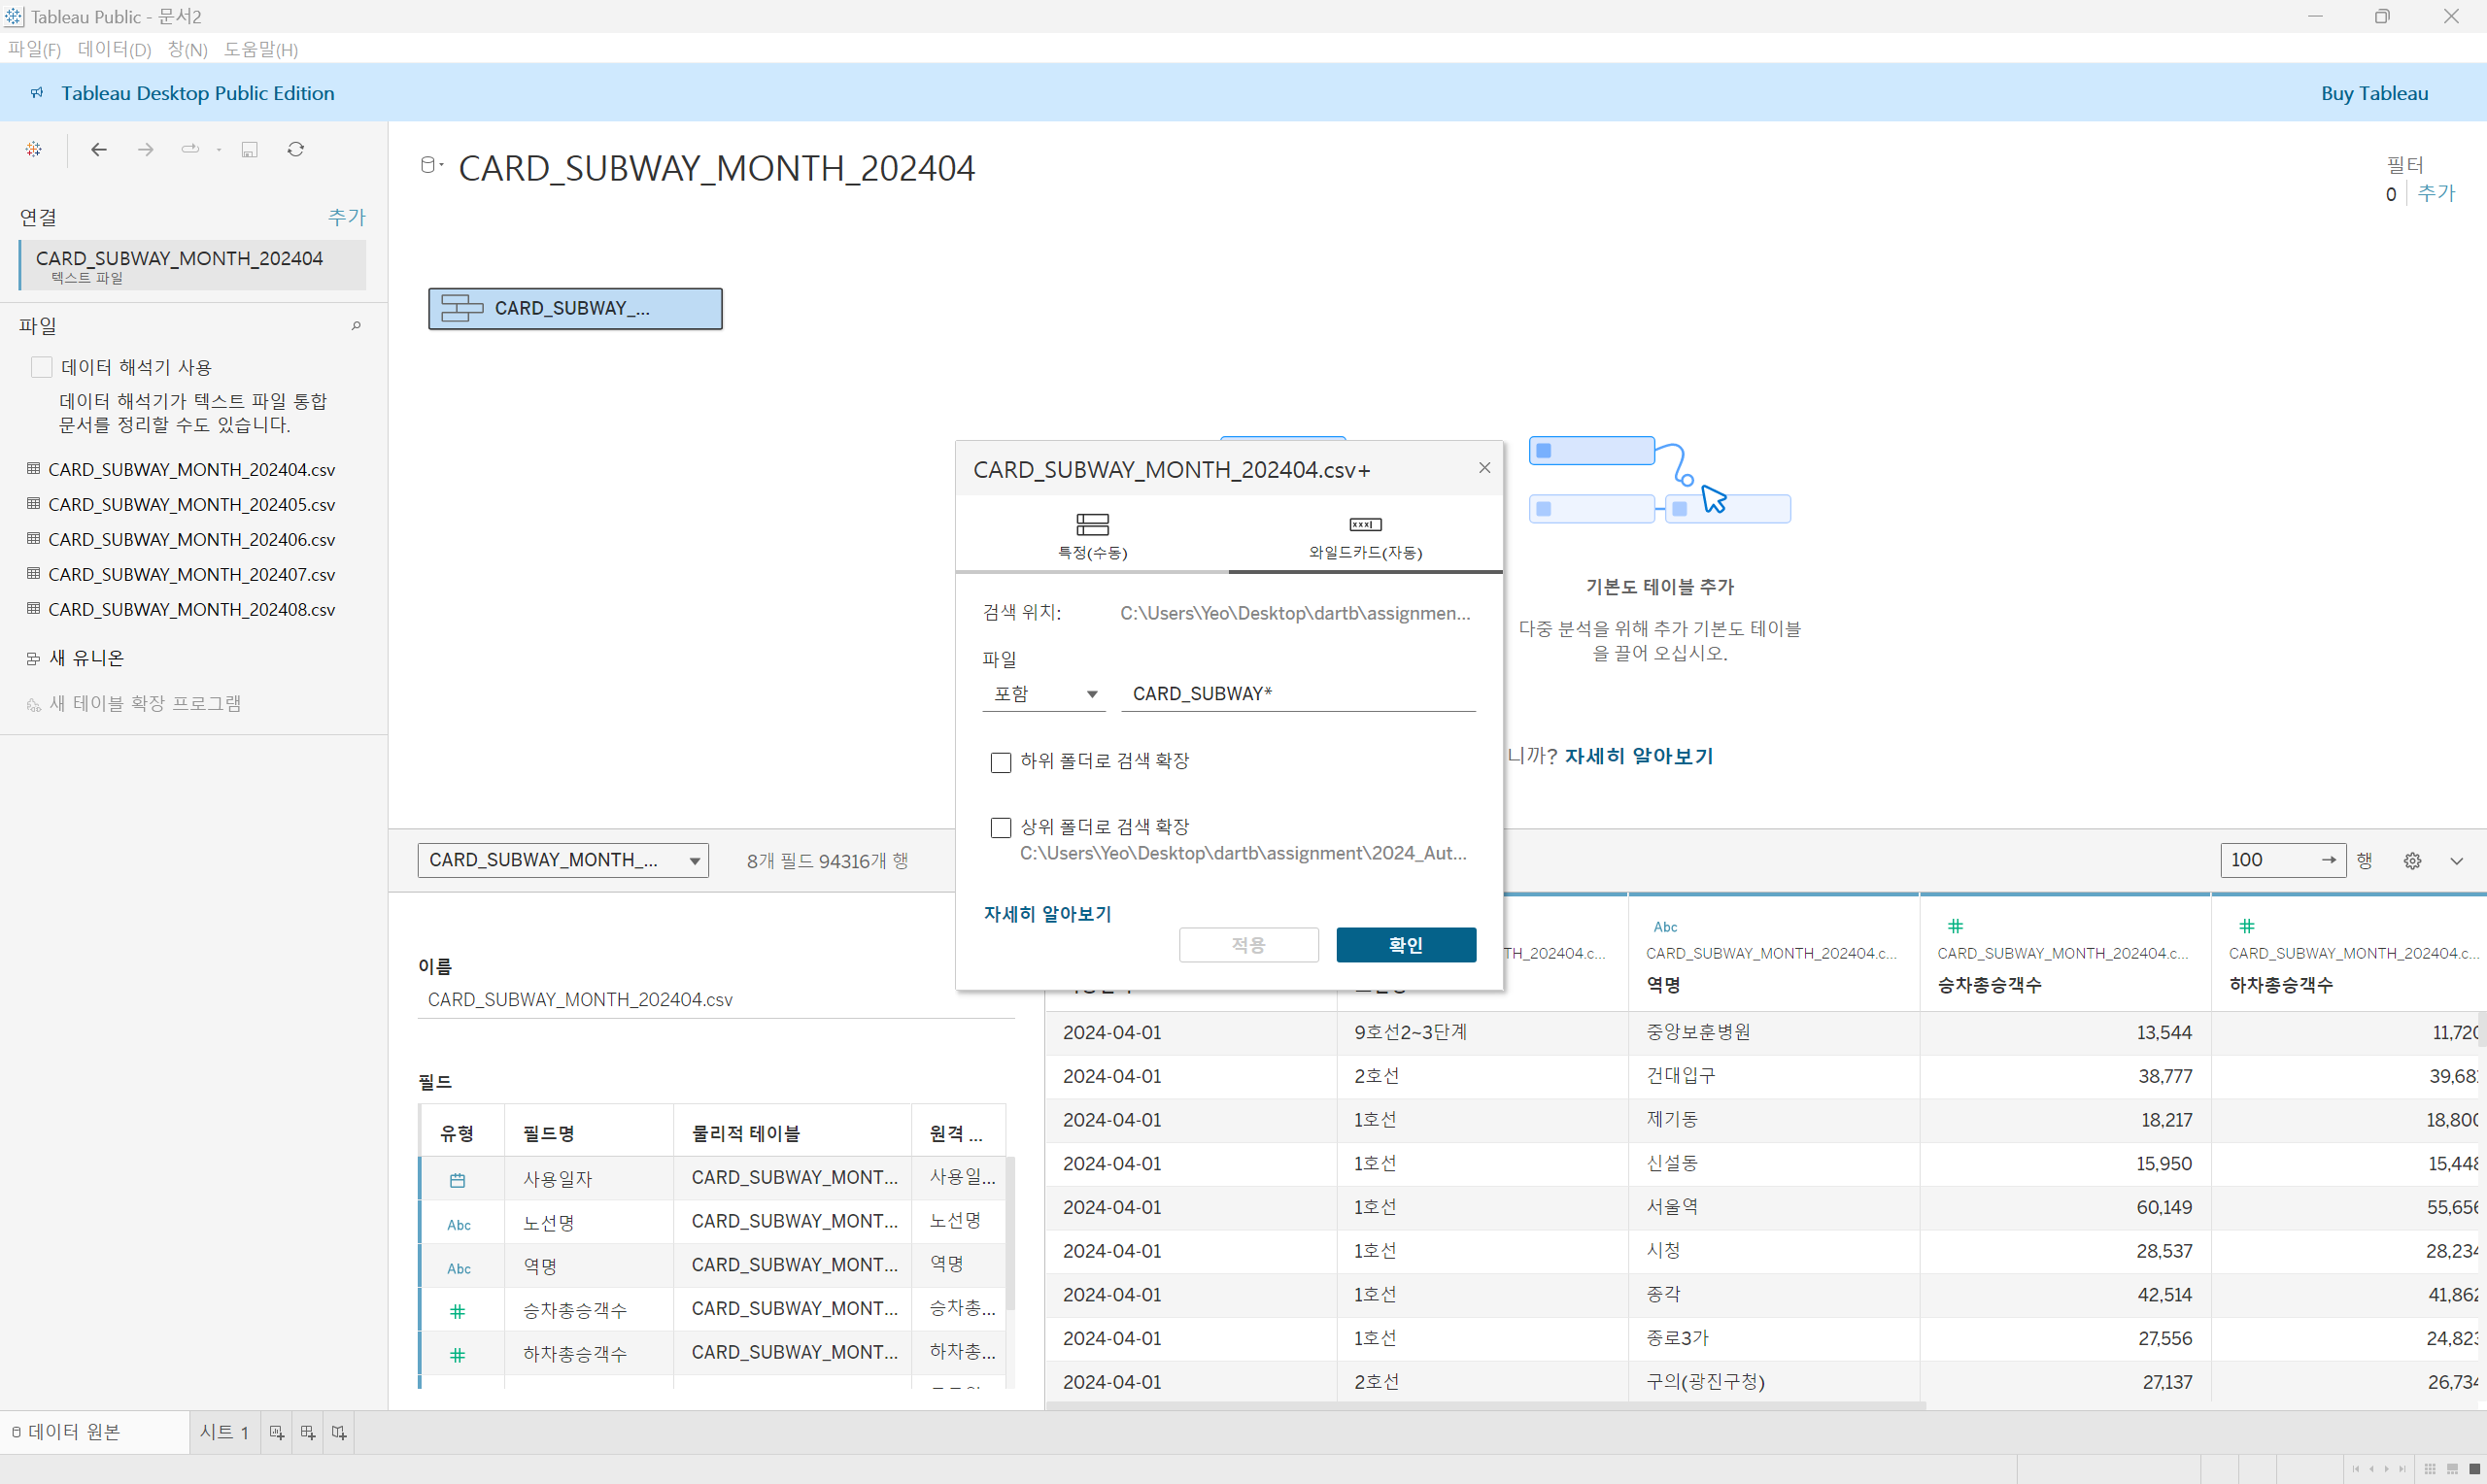 Tableau Public - 문서2
파일(F) 데이터(D) 창(N) 도움말(H)
Tableau Desktop Public Edition
Buy Tableau
연결 추가
CARD_SUBWAY_MONTH_202404
텍스트 파일
파일
데이터 해석기 사용
데이터 해석기가 텍스트 파일 통합
문서를 정리할 수도 있습니다.
CARD_SUBWAY_MONTH_202404.csv
CARD_SUBWAY_MONTH_202405.csv
CARD_SUBWAY_MONTH_202406.csv
CARD_SUBWAY_MONTH_202407.csv
CARD_SUBWAY_MONTH_202408.csv
새 유니온
새 테이블 확장 프로그램
CARD_SUBWAY_MONTH_202404
필터
0 추가
CARD_SUBWAY_...
CARD_SUBWAY_MONTH_202404.csv+
특정(수동) 와일드카드(자동)
검색 위치: C:\Users\Yeo\Desktop\dartb\assignmen...
파일
포함 CARD_SUBWAY*
하위 폴더로 검색 확장
상위 폴더로 검색 확장
C:\Users\Yeo\Desktop\dartb\assignment\2024_Aut...
자세히 알아보기
적용 확인
기본도 테이블 추가
다중 분석을 위해 추가 기본도 테이블
을 끌어 오십시오.
니까? 자세히 알아보기
CARD_SUBWAY_MONTH_... 8개 필드 94316개 행
100 행
이름
CARD_SUBWAY_MONTH_202404.csv
필드
유형 필드명 물리적 테이블 원격 ...
사용일자 CARD_SUBWAY_MONT... 사용일...
Abc 노선명 CARD_SUBWAY_MONT... 노선명
Abc 역명 CARD_SUBWAY_MONT... 역명
승차총승객수 CARD_SUBWAY_MONT... 승차총...
하차총승객수 CARD_SUBWAY_MONT... 하차총...
Abc
TH_202404.c... CARD_SUBWAY_MONTH_202404.c... CARD_SUBWAY_MONTH_202404.c... CARD_SUBWAY_MONTH_202404.c...
역명 승차총승객수 하차총승객수
2024-04-01 9호선2~3단계 중앙보훈병원 13,544 11,720
2024-04-01 2호선 건대입구 38,777 39,68
2024-04-01 1호선 제기동 18,217 18,800
2024-04-01 1호선 신설동 15,950 15,448
2024-04-01 1호선 서울역 60,149 55,656
2024-04-01 1호선 시청 28,537 28,234
2024-04-01 1호선 종각 42,514 41,862
2024-04-01 1호선 종로3가 27,556 24,823
2024-04-01 2호선 구의(광진구청) 27,137 26,734
데이터 원본 시트 1